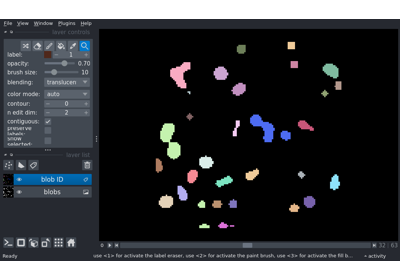 File View Window Plugins Help
layer controls
label: 1
opacity: 0.70
brush size: 10
blending: translucen
color mode: auto
contour: 0
n edit dim: 2
contiguous:
preserve labels:
show selected:
layer list
blob ID
blobs
32 63
Ready use <1> for activate the label eraser, use <2> for activate the paint brush, use <3> for activate the fill b... activity